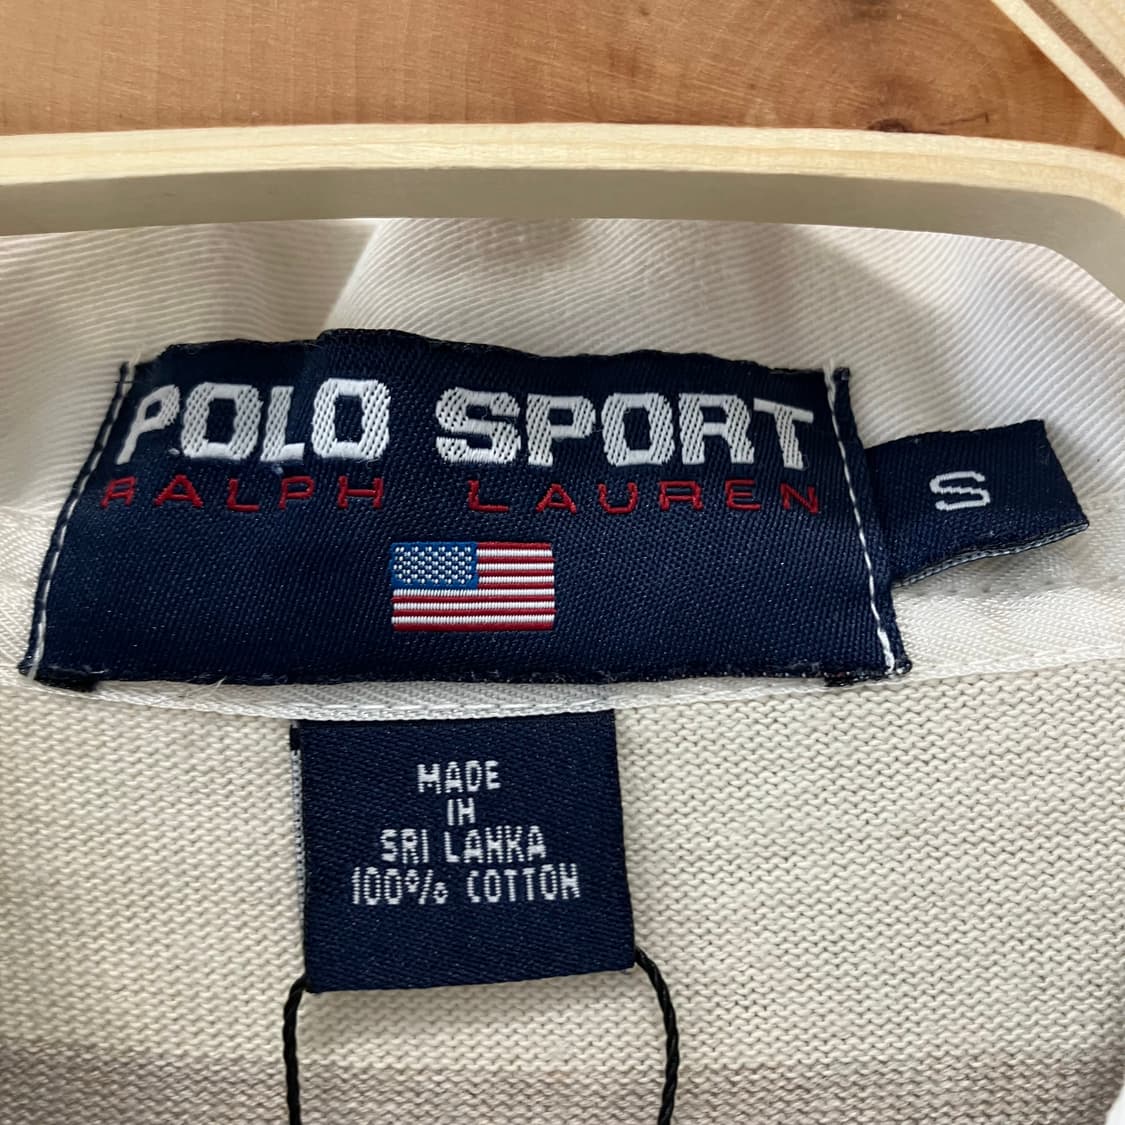 POLO SPORT
RALPH LAUREN
S
MADE
IN
SRI LANKA
100% COTTON